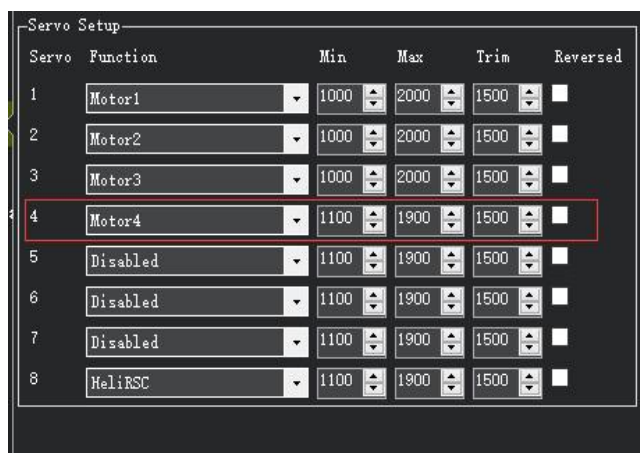 Servo Setup
Servo Function Min Max Trim Reversed
1 Motor1 1000 2000 1500
2 Motor2 1000 2000 1500
3 Motor3 1000 2000 1500
4 Motor4 1100 1900 1500
5 Disabled 1100 1900 1500
6 Disabled 1100 1900 1500
7 Disabled 1100 1900 1500
8 HeliRSC 1100 1900 1500